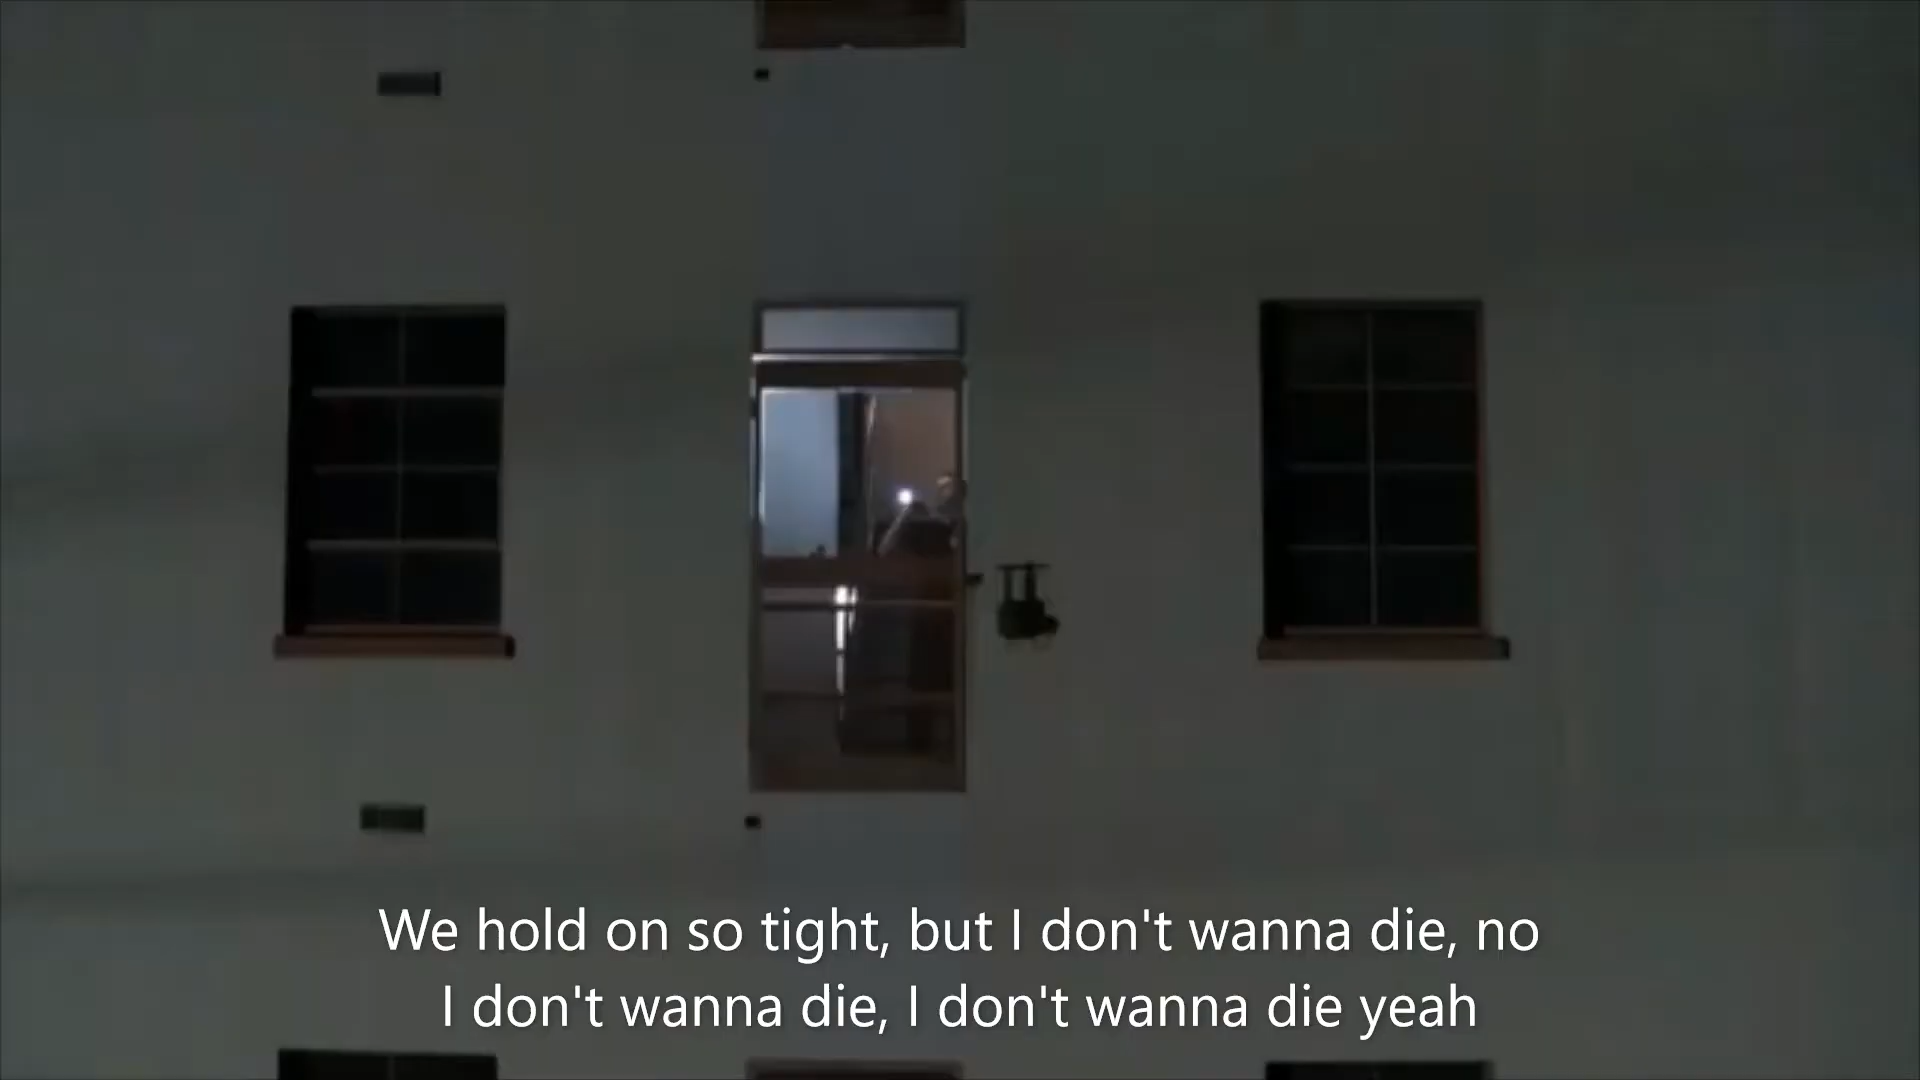 We hold on so tight, but I don't wanna die, no
I don't wanna die, I don't wanna die yeah